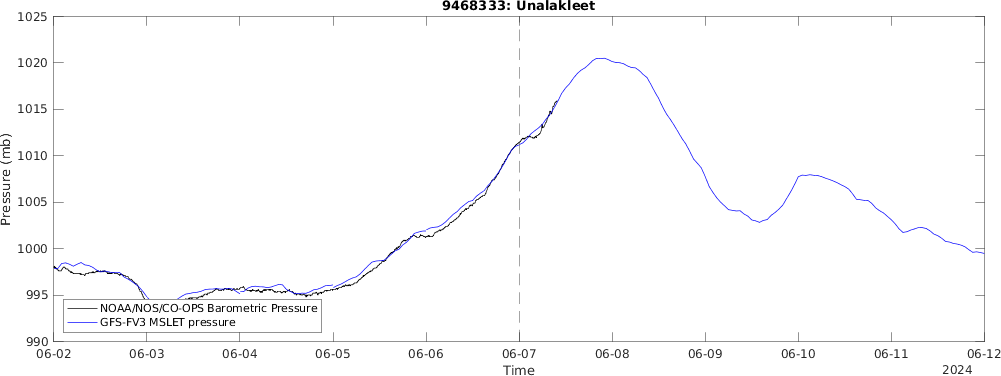 9468333: Unalakleet
1025
1020
1015
1010
1005
1000
995
990
Pressure (mb)
NOAA/NOS/CO-OPS Barometric Pressure
GFS-FV3 MSLET pressure
06-02 06-03 06-04 06-05 06-06 06-07 06-08 06-09 06-10 06-11 06-12
Time
2024